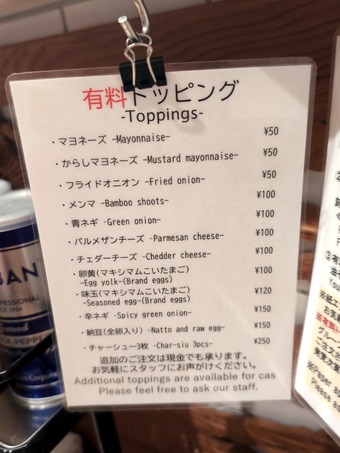 有料トッピング
-Toppings-
・マヨネーズ -Mayonnaise- ¥50
・からしマヨネーズ -Mustard mayonnaise- ¥50
・フライドオニオン -Fried onion- ¥50
・メンマ -Bamboo shoots- ¥100
・青ネギ -Green onion- ¥100
・パルメザンチーズ -Parmesan cheese- ¥100
・チェダーチーズ -Chedder cheese- ¥100
・卵黄(マキシマムこいたまご) ¥100
-Egg yolk-(Brand eggs)
・味玉(マキシマムこいたまご) ¥120
-Seasoned egg-(Brand eggs)
・辛ネギ -Spicy green onion- ¥150
・納豆(全卵入り) -Natto and raw egg- ¥150
・チャーシュー3枚 -Char-siu 3pcs- ¥250
追加のご注文は現金でも承ります。
お気軽にスタッフにお声がけください。
Additional toppings are available for cas
Please feel free to ask our staff.
BAN